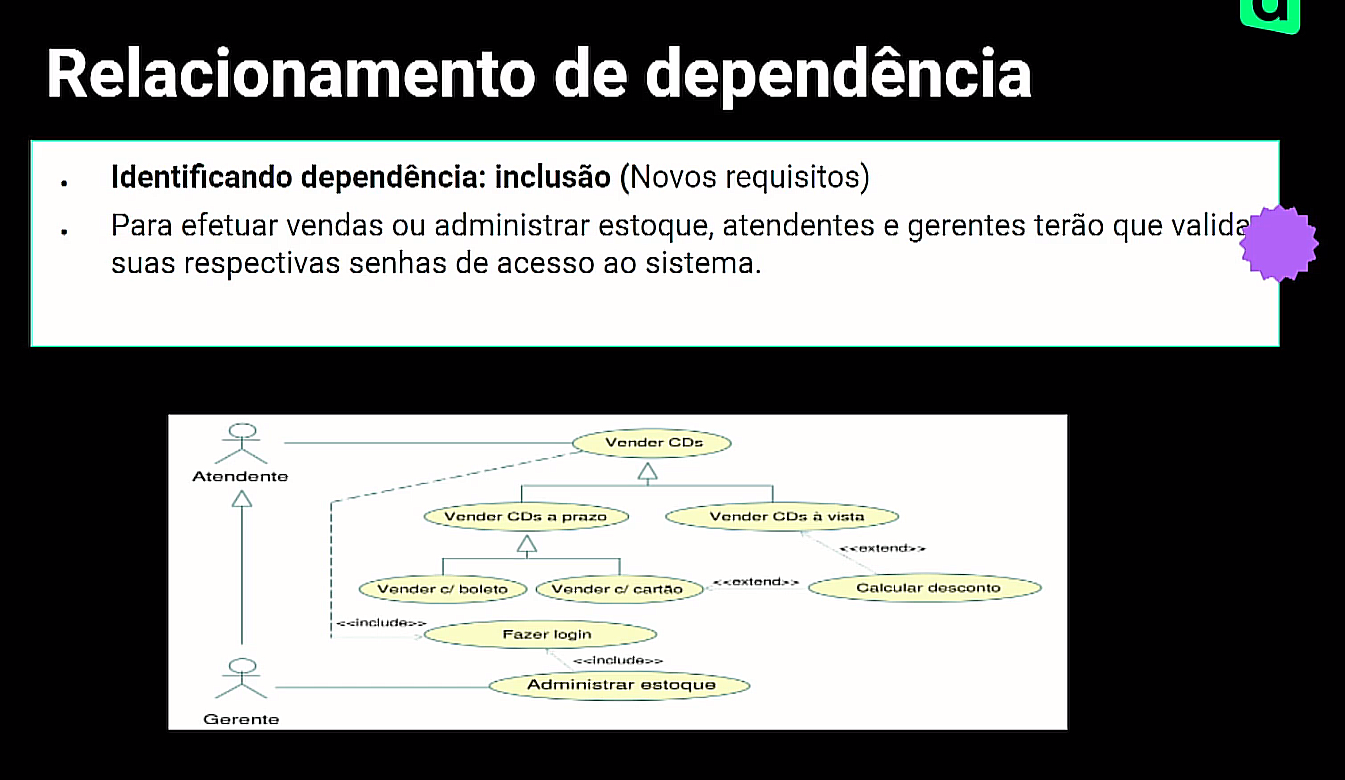 Relacionamento de dependência
• Identificando dependência: inclusão (Novos requisitos)
• Para efetuar vendas ou administrar estoque, atendentes e gerentes terão que valida
suas respectivas senhas de acesso ao sistema.
Vender CDs
Atendente
Vender CDs a prazo
Vender CDs à vista
<<extend>>
Vender c/ boleto
Vender c/ cartão
<<extend>>
Calcular desconto
<<include>>
Fazer login
<<include>>
Administrar estoque
Gerente